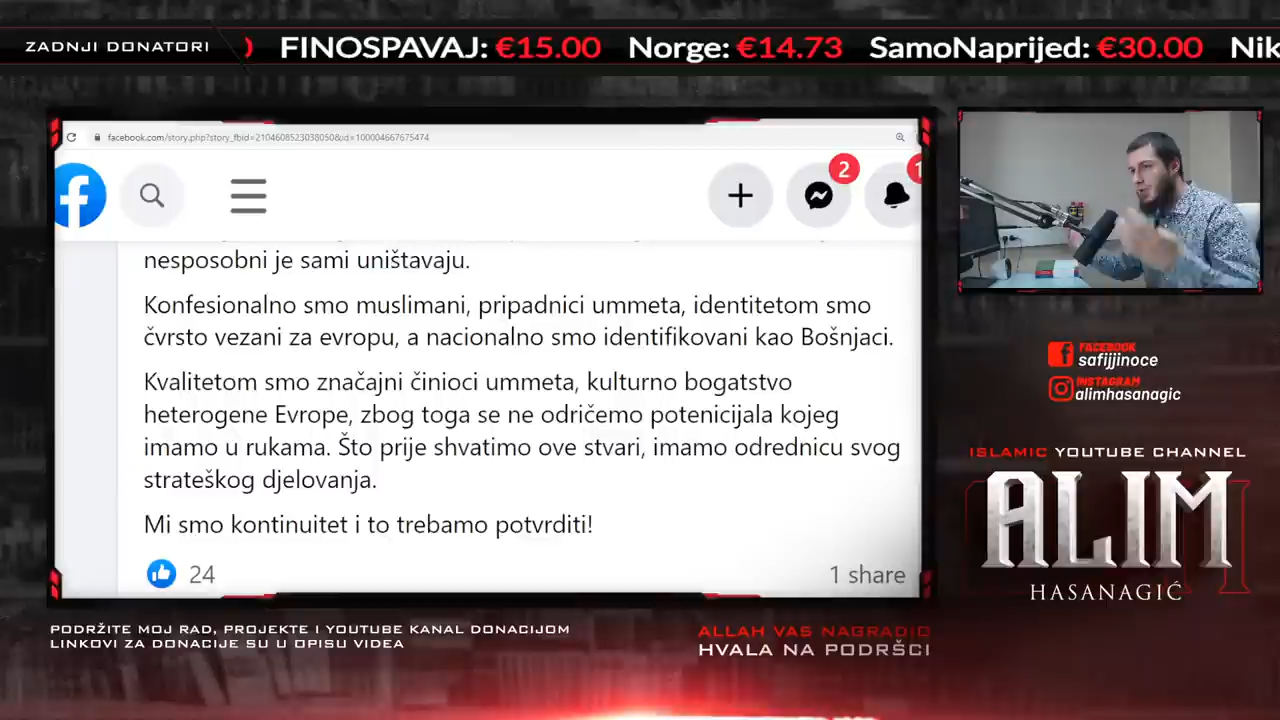 ZADNJI DONATORI
) FINOSPAVAJ: €15.00 Norge: €14.73 SamoNaprijed: €30.00 Nik
facebook.com/story.php?story_fbid=2104608523038050&id=100004667675474
2
1
nesposobni je sami uništavaju.
Konfesionalno smo muslimani, pripadnici ummeta, identitetom smo
čvrsto vezani za evropu, a nacionalno smo identifikovani kao Bošnjaci.
Kvalitetom smo značajni činioci ummeta, kulturno bogatstvo
heterogene Evrope, zbog toga se ne odričemo potenicijala kojeg
imamo u rukama. Što prije shvatimo ove stvari, imamo odrednicu svog
strateškog djelovanja.
Mi smo kontinuitet i to trebamo potvrditi!
24
1 share
FACEBOOK
safijjinoce
INSTAGRAM
alimhasanagic
ISLAMIC YOUTUBE CHANNEL
ALIM
HASANAGIĆ
PODRŽITE MOJ RAD, PROJEKTE I YOUTUBE KANAL DONACIJOM
LINKOVI ZA DONACIJE SU U OPISU VIDEA
ALLAH VAS NAGRADIO
HVALA NA PODRŠCI